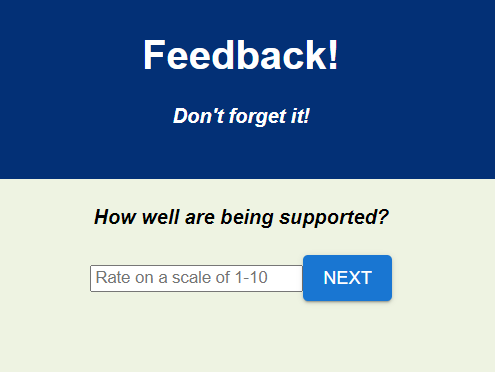 Feedback!
Don't forget it!
How well are being supported?
Rate on a scale of 1-10
NEXT